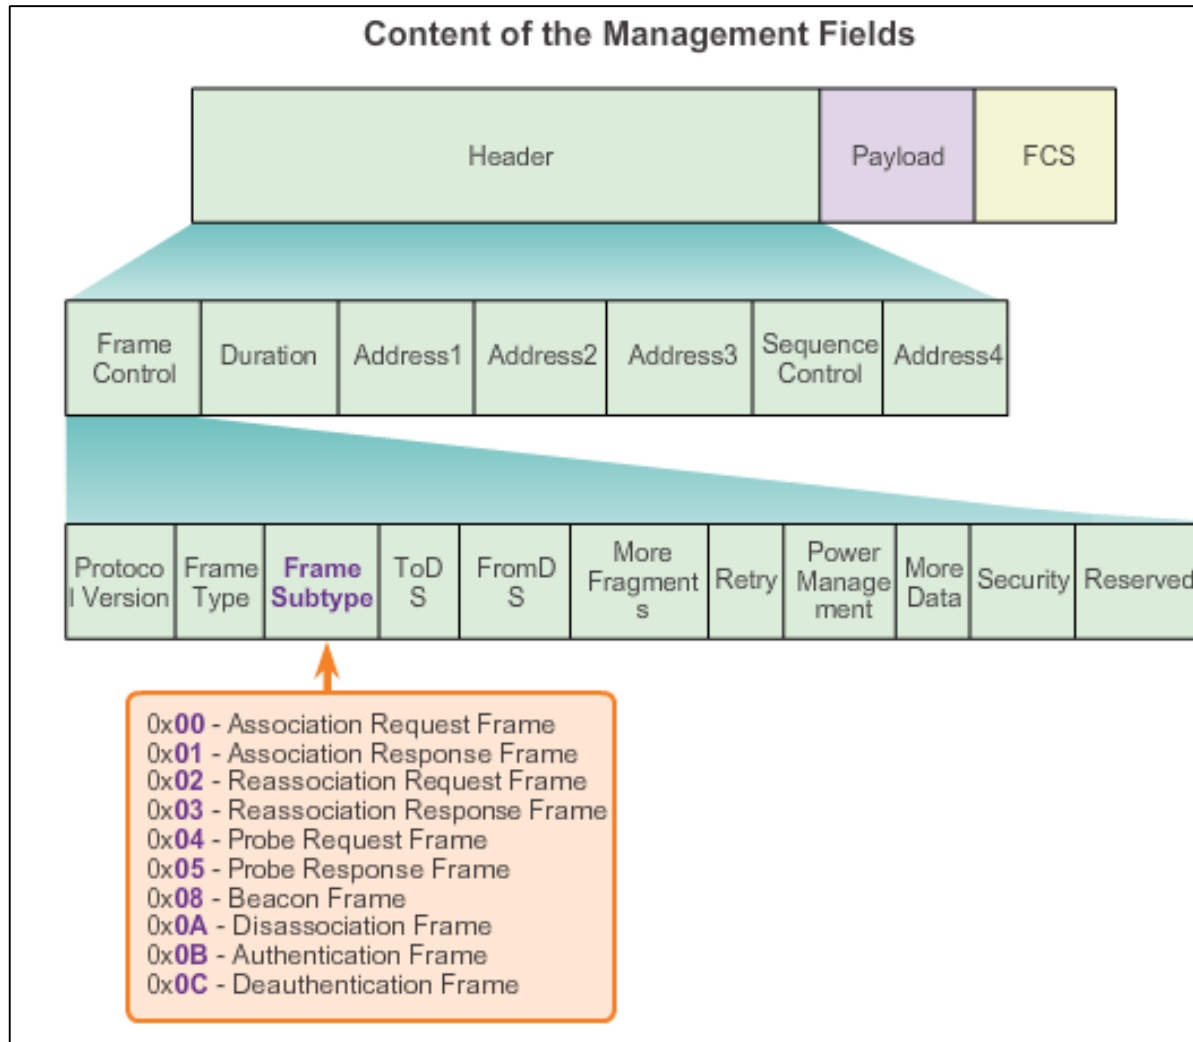 Content of the Management Fields
Header
Payload
FCS
Frame
Control
Duration
Address1
Address2
Address3
Sequence
Control
Address4
Protoco
l Version
Frame
Type
Frame
Subtype
ToD
S
FromD
S
More
Fragment
s
Retry
Power
Manage
ment
More
Data
Security
Reserved
0x00 - Association Request Frame
0x01 - Association Response Frame
0x02 - Reassociation Request Frame
0x03 - Reassociation Response Frame
0x04 - Probe Request Frame
0x05 - Probe Response Frame
0x08 - Beacon Frame
0x0A - Disassociation Frame
0x0B - Authentication Frame
0x0C - Deauthentication Frame